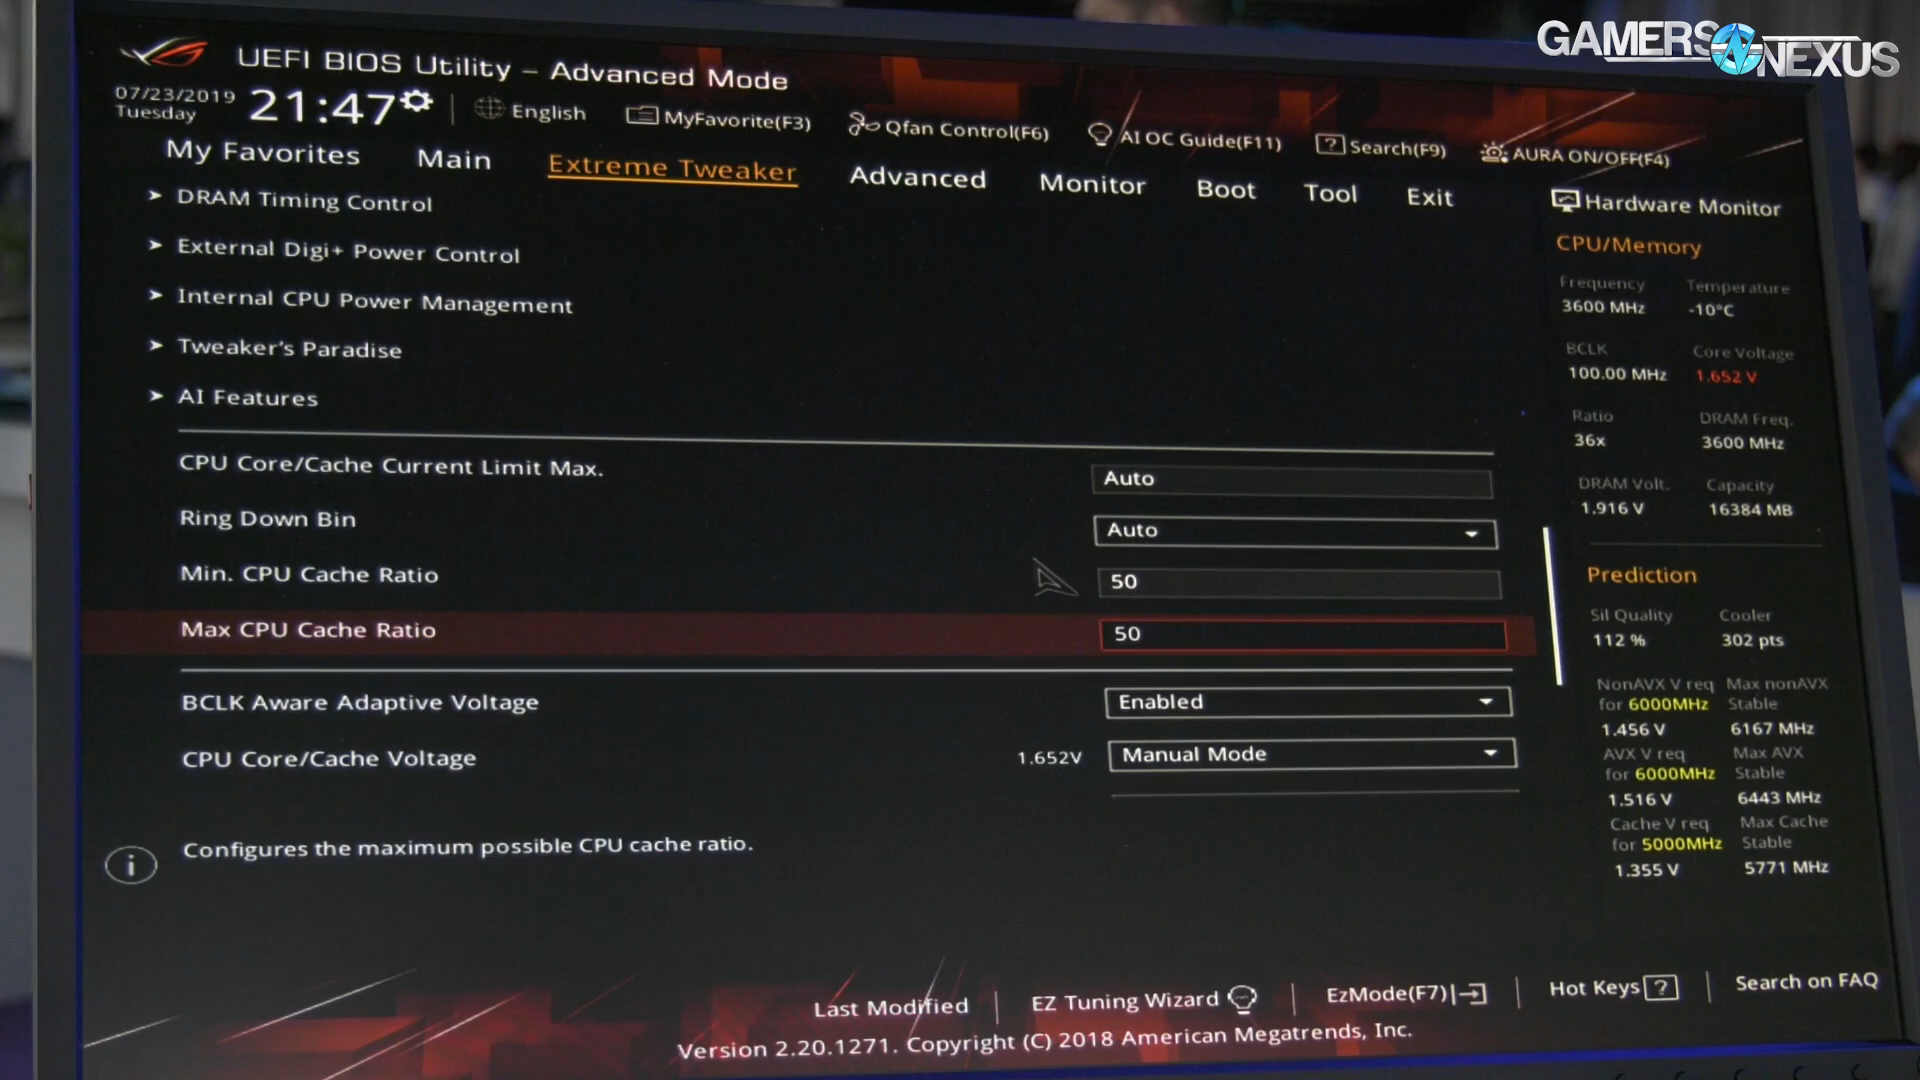 GAMERS NEXUS
UEFI BIOS Utility – Advanced Mode
07/23/2019
Tuesday
21:47
English
MyFavorite(F3)
Qfan Control(F6)
AI OC Guide(F11)
? Search(F9)
AURA ON/OFF(F4)
My Favorites
Main
Extreme Tweaker
Advanced
Monitor
Boot
Tool
Exit
DRAM Timing Control
External Digi+ Power Control
Internal CPU Power Management
Tweaker's Paradise
AI Features
CPU Core/Cache Current Limit Max.
Auto
Ring Down Bin
Auto
Min. CPU Cache Ratio
50
Max CPU Cache Ratio
50
BCLK Aware Adaptive Voltage
Enabled
CPU Core/Cache Voltage
1.652V
Manual Mode
i
Configures the maximum possible CPU cache ratio.
Hardware Monitor
CPU/Memory
Frequency Temperature
3600 MHz -10°C
BCLK Core Voltage
100.00 MHz 1.652 V
Ratio DRAM Freq.
36x 3600 MHz
DRAM Volt. Capacity
1.916 V 16384 MB
Prediction
Sil Quality Cooler
112 % 302 pts
NonAVX V req Max nonAVX
for 6000MHz Stable
1.456 V 6167 MHz
AVX V req Max AVX
for 6000MHz Stable
1.516 V 6443 MHz
Cache V req Max Cache
for 5000MHz Stable
1.355 V 5771 MHz
Last Modified
EZ Tuning Wizard
EzMode(F7)
Hot Keys ?
Search on FAQ
Version 2.20.1271. Copyright (C) 2018 American Megatrends, Inc.